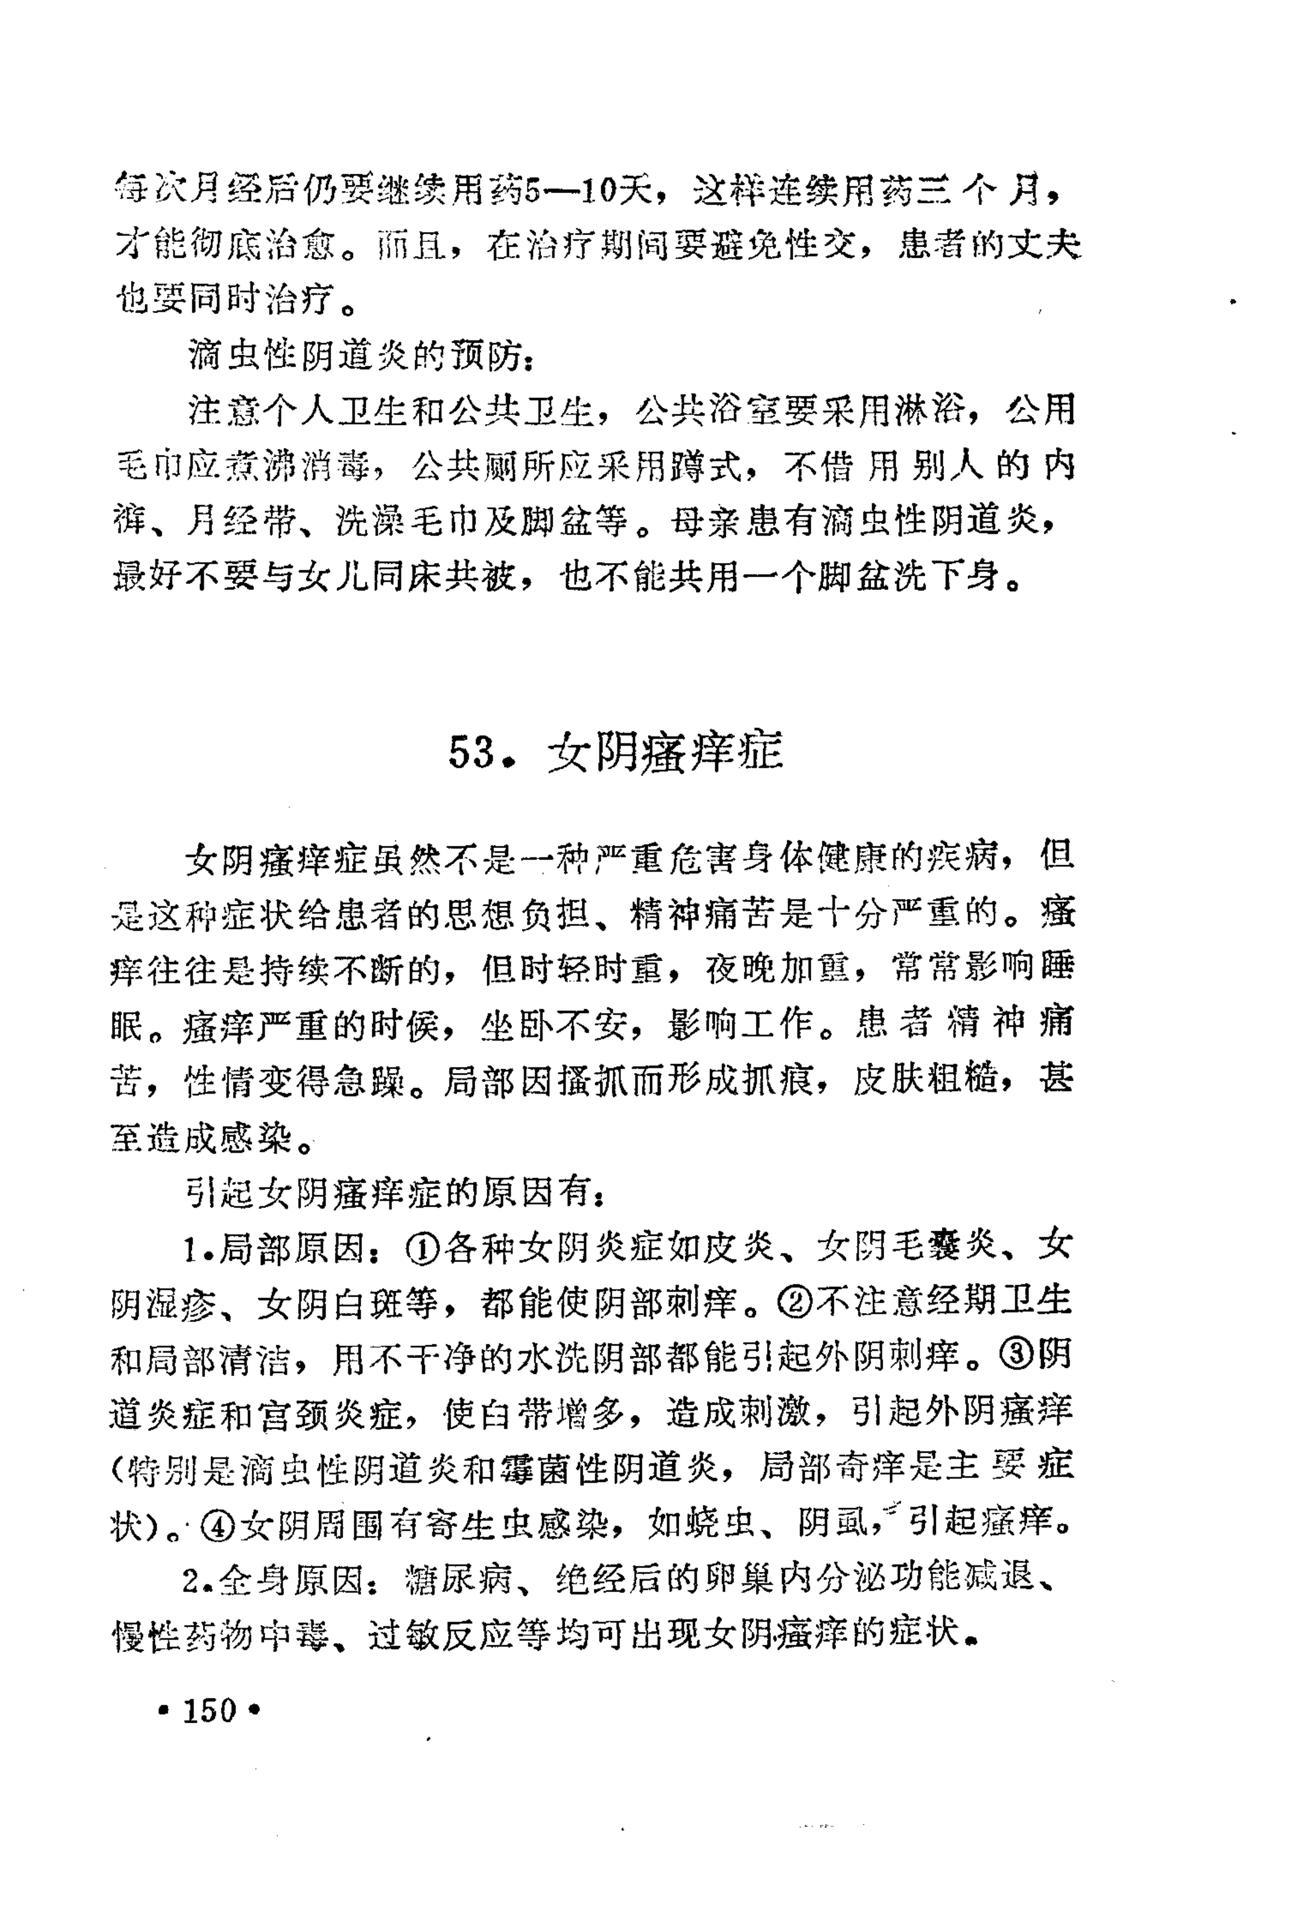 每次月经后仍要继续用药5—10天，这样连续用药三个月，
才能彻底治愈。而且，在治疗期间要避免性交，患者的丈夫
也要同时治疗。
滴虫性阴道炎的预防：
注意个人卫生和公共卫生，公共浴室要采用淋浴，公用
毛巾应煮沸消毒，公共厕所应采用蹲式，不借用别人的内
裤、月经带、洗澡毛巾及脚盆等。母亲患有滴虫性阴道炎，
最好不要与女儿同床共被，也不能共用一个脚盆洗下身。
53．女阴瘙痒症
女阴瘙痒症虽然不是一种严重危害身体健康的疾病，但
是这种症状给患者的思想负担、精神痛苦是十分严重的。瘙
痒往往是持续不断的，但时轻时重，夜晚加重，常常影响睡
眠。瘙痒严重的时候，坐卧不安，影响工作。患者精神痛
苦，性情变得急躁。局部因搔抓而形成抓痕，皮肤粗糙，甚
至造成感染。
引起女阴瘙痒症的原因有：
1.局部原因：①各种女阴炎症如皮炎、女阴毛囊炎、女
阴湿疹、女阴白斑等，都能使阴部刺痒。②不注意经期卫生
和局部清洁，用不干净的水洗阴部都能引起外阴刺痒。③阴
道炎症和宫颈炎症，使白带增多，造成刺激，引起外阴瘙痒
(特别是滴虫性阴道炎和霉菌性阴道炎，局部奇痒是主要症
状)。④女阴周围有寄生虫感染，如蛲虫、阴虱，引起瘙痒。
2.全身原因：糖尿病、绝经后的卵巢内分泌功能减退、
慢性药物中毒、过敏反应等均可出现女阴瘙痒的症状。
•150•